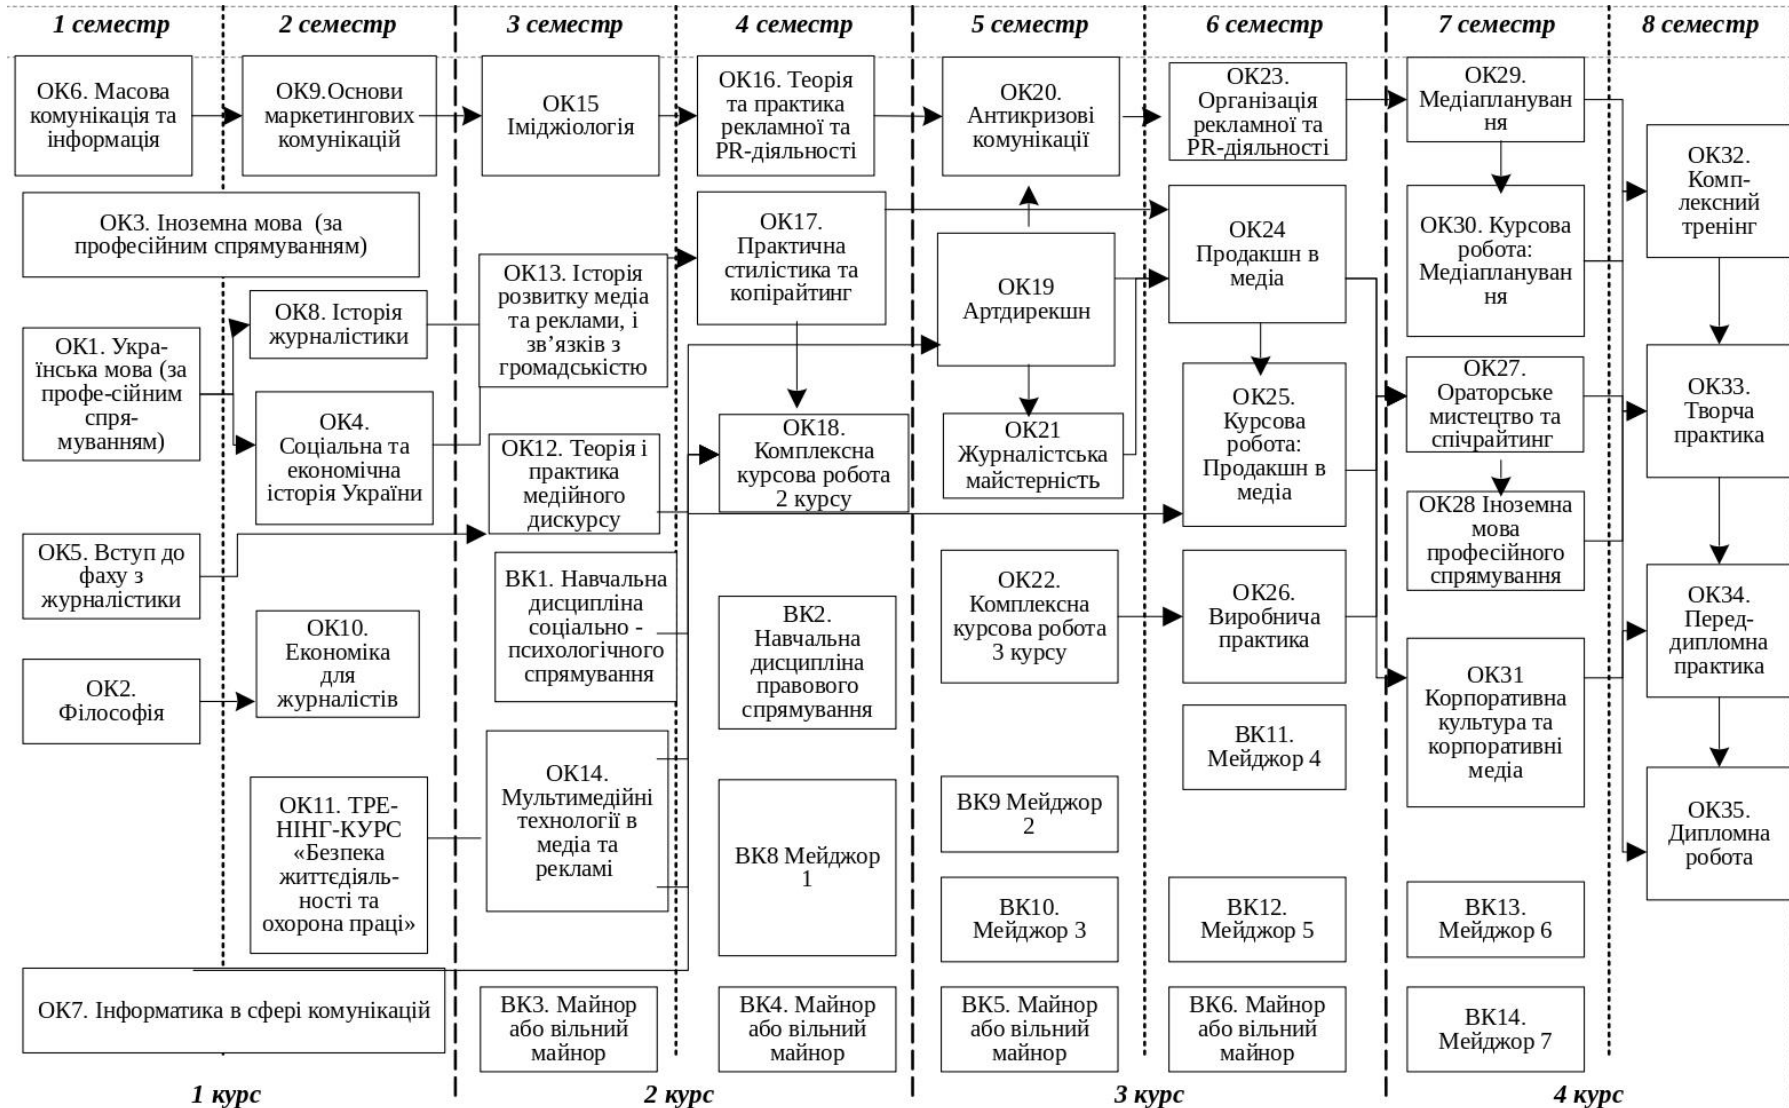 1 семестр
2 семестр
3 семестр
4 семестр
5 семестр
6 семестр
7 семестр
8 семестр
ОК6. Масова
комунікація та
інформація
ОК3. Іноземна мова  (за
професійним спрямуванням)
ОК1. Укра-
їнська мова (за
профе-сійним
спря-
муванням)
ОК5. Вступ до
фаху з
журналістики
ОК2.
Філософія
ОК7. Інформатика в сфері комунікацій
ОК9.Основи
маркетингових
комунікацій
ОК8. Історія
журналістики
ОК4.
Соціальна та
економічна
історія України
ОК10.
Економіка
для
журналістів
ОК11. ТРЕ-
НІНГ-КУРС
«Безпека
життєдіяль-
ності та
охорона праці»
ОК15
Іміджіологія
ОК13. Історія
розвитку медіа
та реклами, і
зв’язків з
громадськістю
ОК12. Теорія і
практика
медійного
дискурсу
ВК1. Навчальна
дисципліна
соціально -
психологічного
спрямування
ОК14.
Мультимедійні
технології в
медіа та
рекламі
ВК3. Майнор
або вільний
майнор
ОК16. Теорія
та практика
рекламної та
PR-діяльності
ОК17.
Практична
стилістика та
копірайтинг
ОК18.
Комплексна
курсова робота
2 курсу
ВК2.
Навчальна
дисципліна
правового
спрямування
ВК8 Мейджор
1
ВК4. Майнор
або вільний
майнор
ОК20.
Антикризові
комунікації
ОК19
Артдирекшн
ОК21
Журналістська
майстерність
ОК22.
Комплексна
курсова робота
3 курсу
ВК9 Мейджор
2
ВК10.
Мейджор 3
ВК5. Майнор
або вільний
майнор
ОК23.
Організація
рекламної та
PR-діяльності
ОК24
Продакшн в
медіа
ОК25.
Курсова
робота:
Продакшн в
медіа
ОК26.
Виробнича
практика
ВК11.
Мейджор 4
ВК12.
Мейджор 5
ВК6. Майнор
або вільний
майнор
ОК29.
Медіаплануван
ня
ОК30. Курсова
робота:
Медіаплануван
ня
ОК27.
Ораторське
мистецтво та
спічрайтинг
ОК28 Іноземна
мова
професійного
спрямування
ОК31
Корпоративна
культура та
корпоративні
медіа
ВК13.
Мейджор 6
ВК14.
Мейджор 7
ОК32.
Комп-
лексний
тренінг
ОК33.
Творча
практика
ОК34.
Перед-
дипломна
практика
ОК35.
Дипломна
робота
1 курс
2 курс
3 курс
4 курс